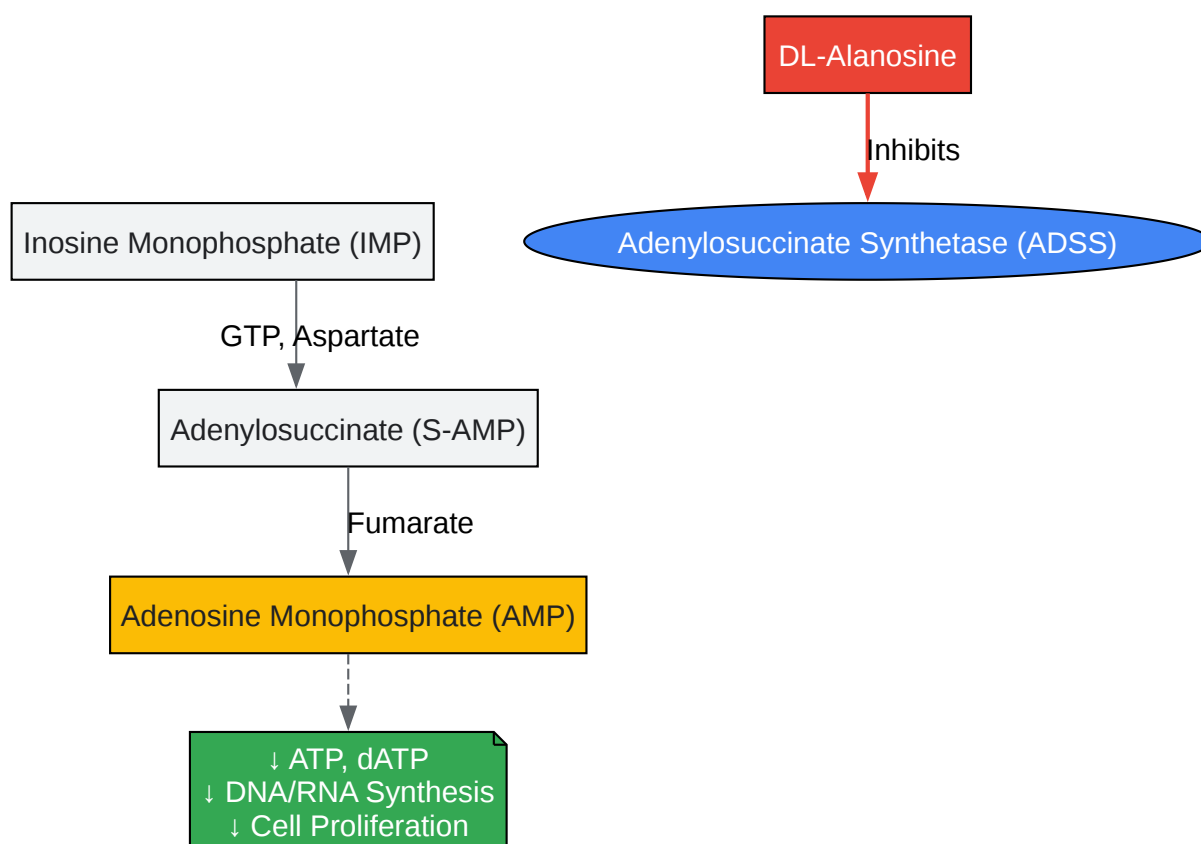 DL-Alanosine
Inhibits
Inosine Monophosphate (IMP)
Adenylosuccinate Synthetase (ADSS)
GTP, Aspartate
Adenylosuccinate (S-AMP)
Fumarate
Adenosine Monophosphate (AMP)
↓ ATP, dATP
↓ DNA/RNA Synthesis
↓ Cell Proliferation